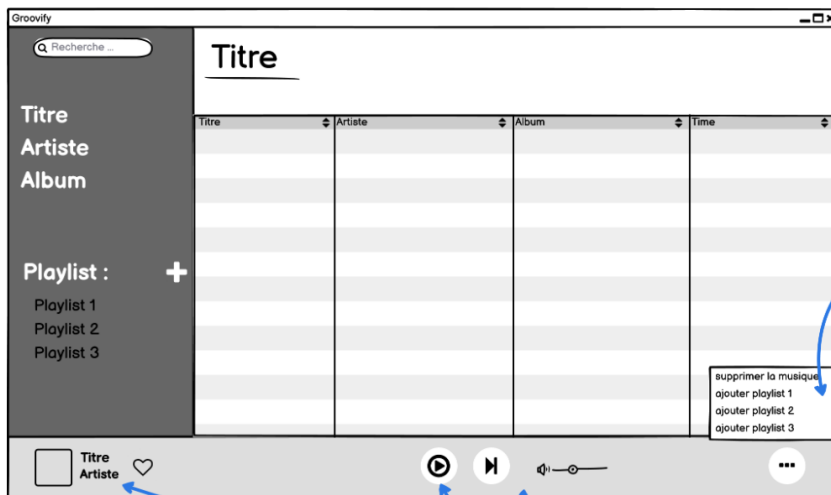 Groovify
Recherche ...
Titre
Titre
Artiste
Album
Titre Artiste Album Time
Playlist :
Playlist 1
Playlist 2
Playlist 3
supprimer la musique
ajouter playlist 1
ajouter playlist 2
ajouter playlist 3
Titre
Artiste